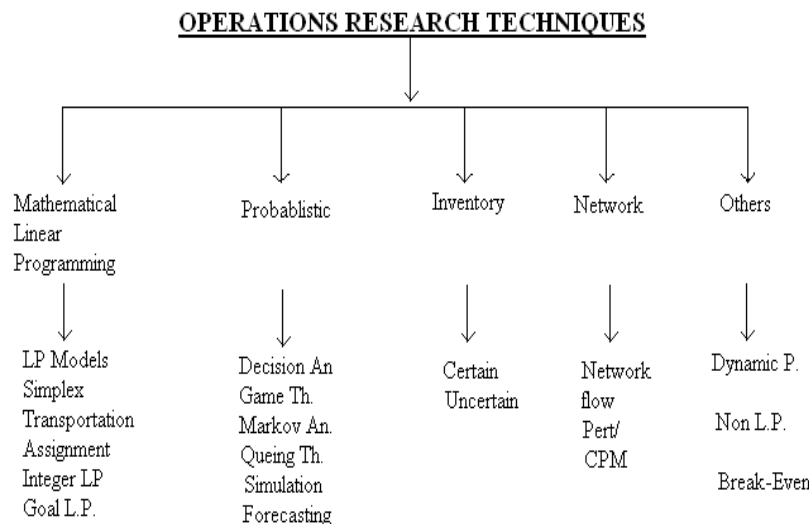 OPERATIONS RESEARCH TECHNIQUES
Mathematical
Linear
Programming
Probablistic
Inventory
Network
Others
LP Models
Simplex
Transportation
Assignment
Integer LP
Goal L.P.
Decision An
Game Th.
Markov An.
Queing Th.
Simulation
Forecasting
Certain
Uncertain
Network
flow
Pert/
CPM
Dynamic P.
Non L.P.
Break-Even